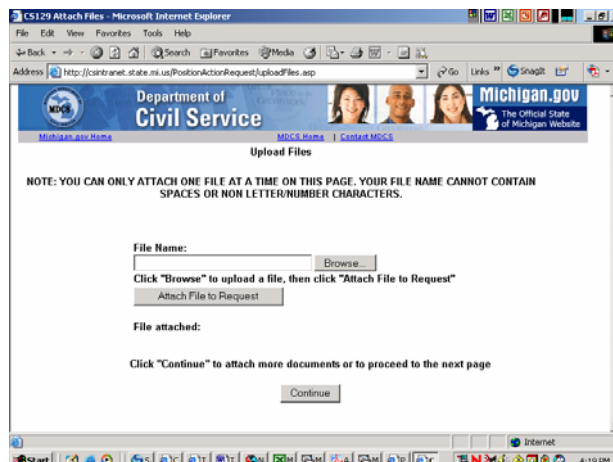 CS129 Attach Files - Microsoft Internet Explorer
File Edit View Favorites Tools Help
Back Search Favorites Media
Address http://csintranet.state.mi.us/PositionActionRequest/uploadFiles.asp Go Links » SnagIt
MDCS
Department of
Civil Service
Michigan.gov
The Official State
of Michigan Website
Michigan.gov Home MDCS Home | Contact MDCS
Upload Files
NOTE: YOU CAN ONLY ATTACH ONE FILE AT A TIME ON THIS PAGE. YOUR FILE NAME CANNOT CONTAIN
SPACES OR NON LETTER/NUMBER CHARACTERS.
File Name:
Browse...
Click "Browse" to upload a file, then click "Attach File to Request"
Attach File to Request
File attached:
Click "Continue" to attach more documents or to proceed to the next page
Continue
Internet
Start 4:19 PM